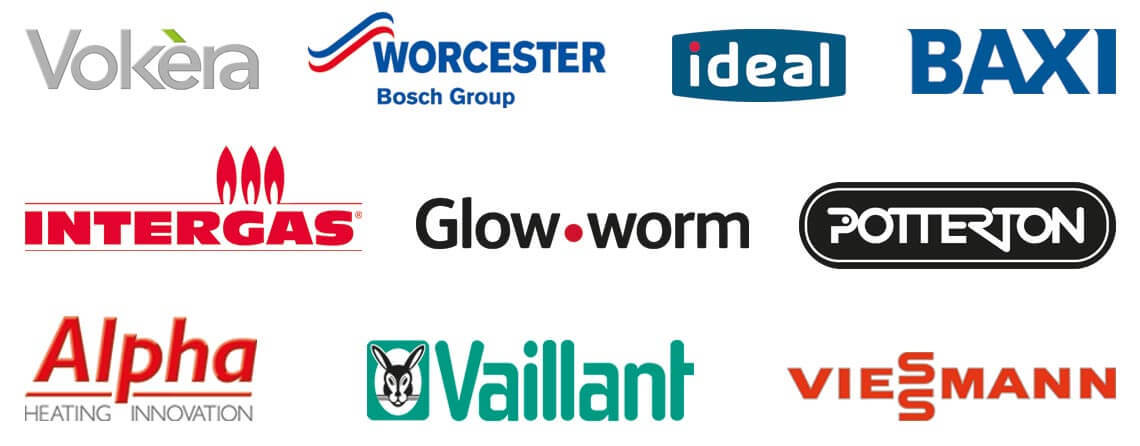 Vokèra
WORCESTER
Bosch Group
ideal
BAXI
INTERGAS®
Glow•worm
POTTERTON
Alpha
HEATING INNOVATION
Vaillant
VIESSMANN